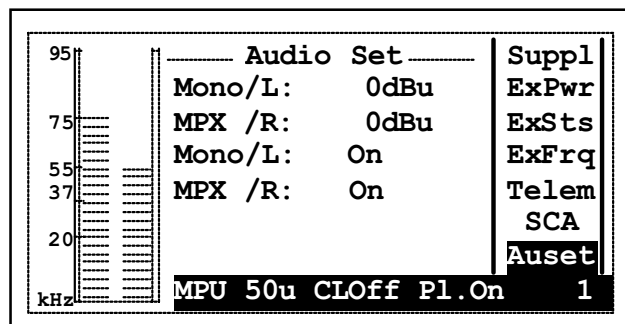 95 Audio Set Suppl
Mono/L: 0dBu ExPwr
75 MPX /R: 0dBu ExSts
55 Mono/L: On ExFrq
37 MPX /R: On Telem
SCA
20 Auset
kHz MPU 50u CLOff Pl.On 1